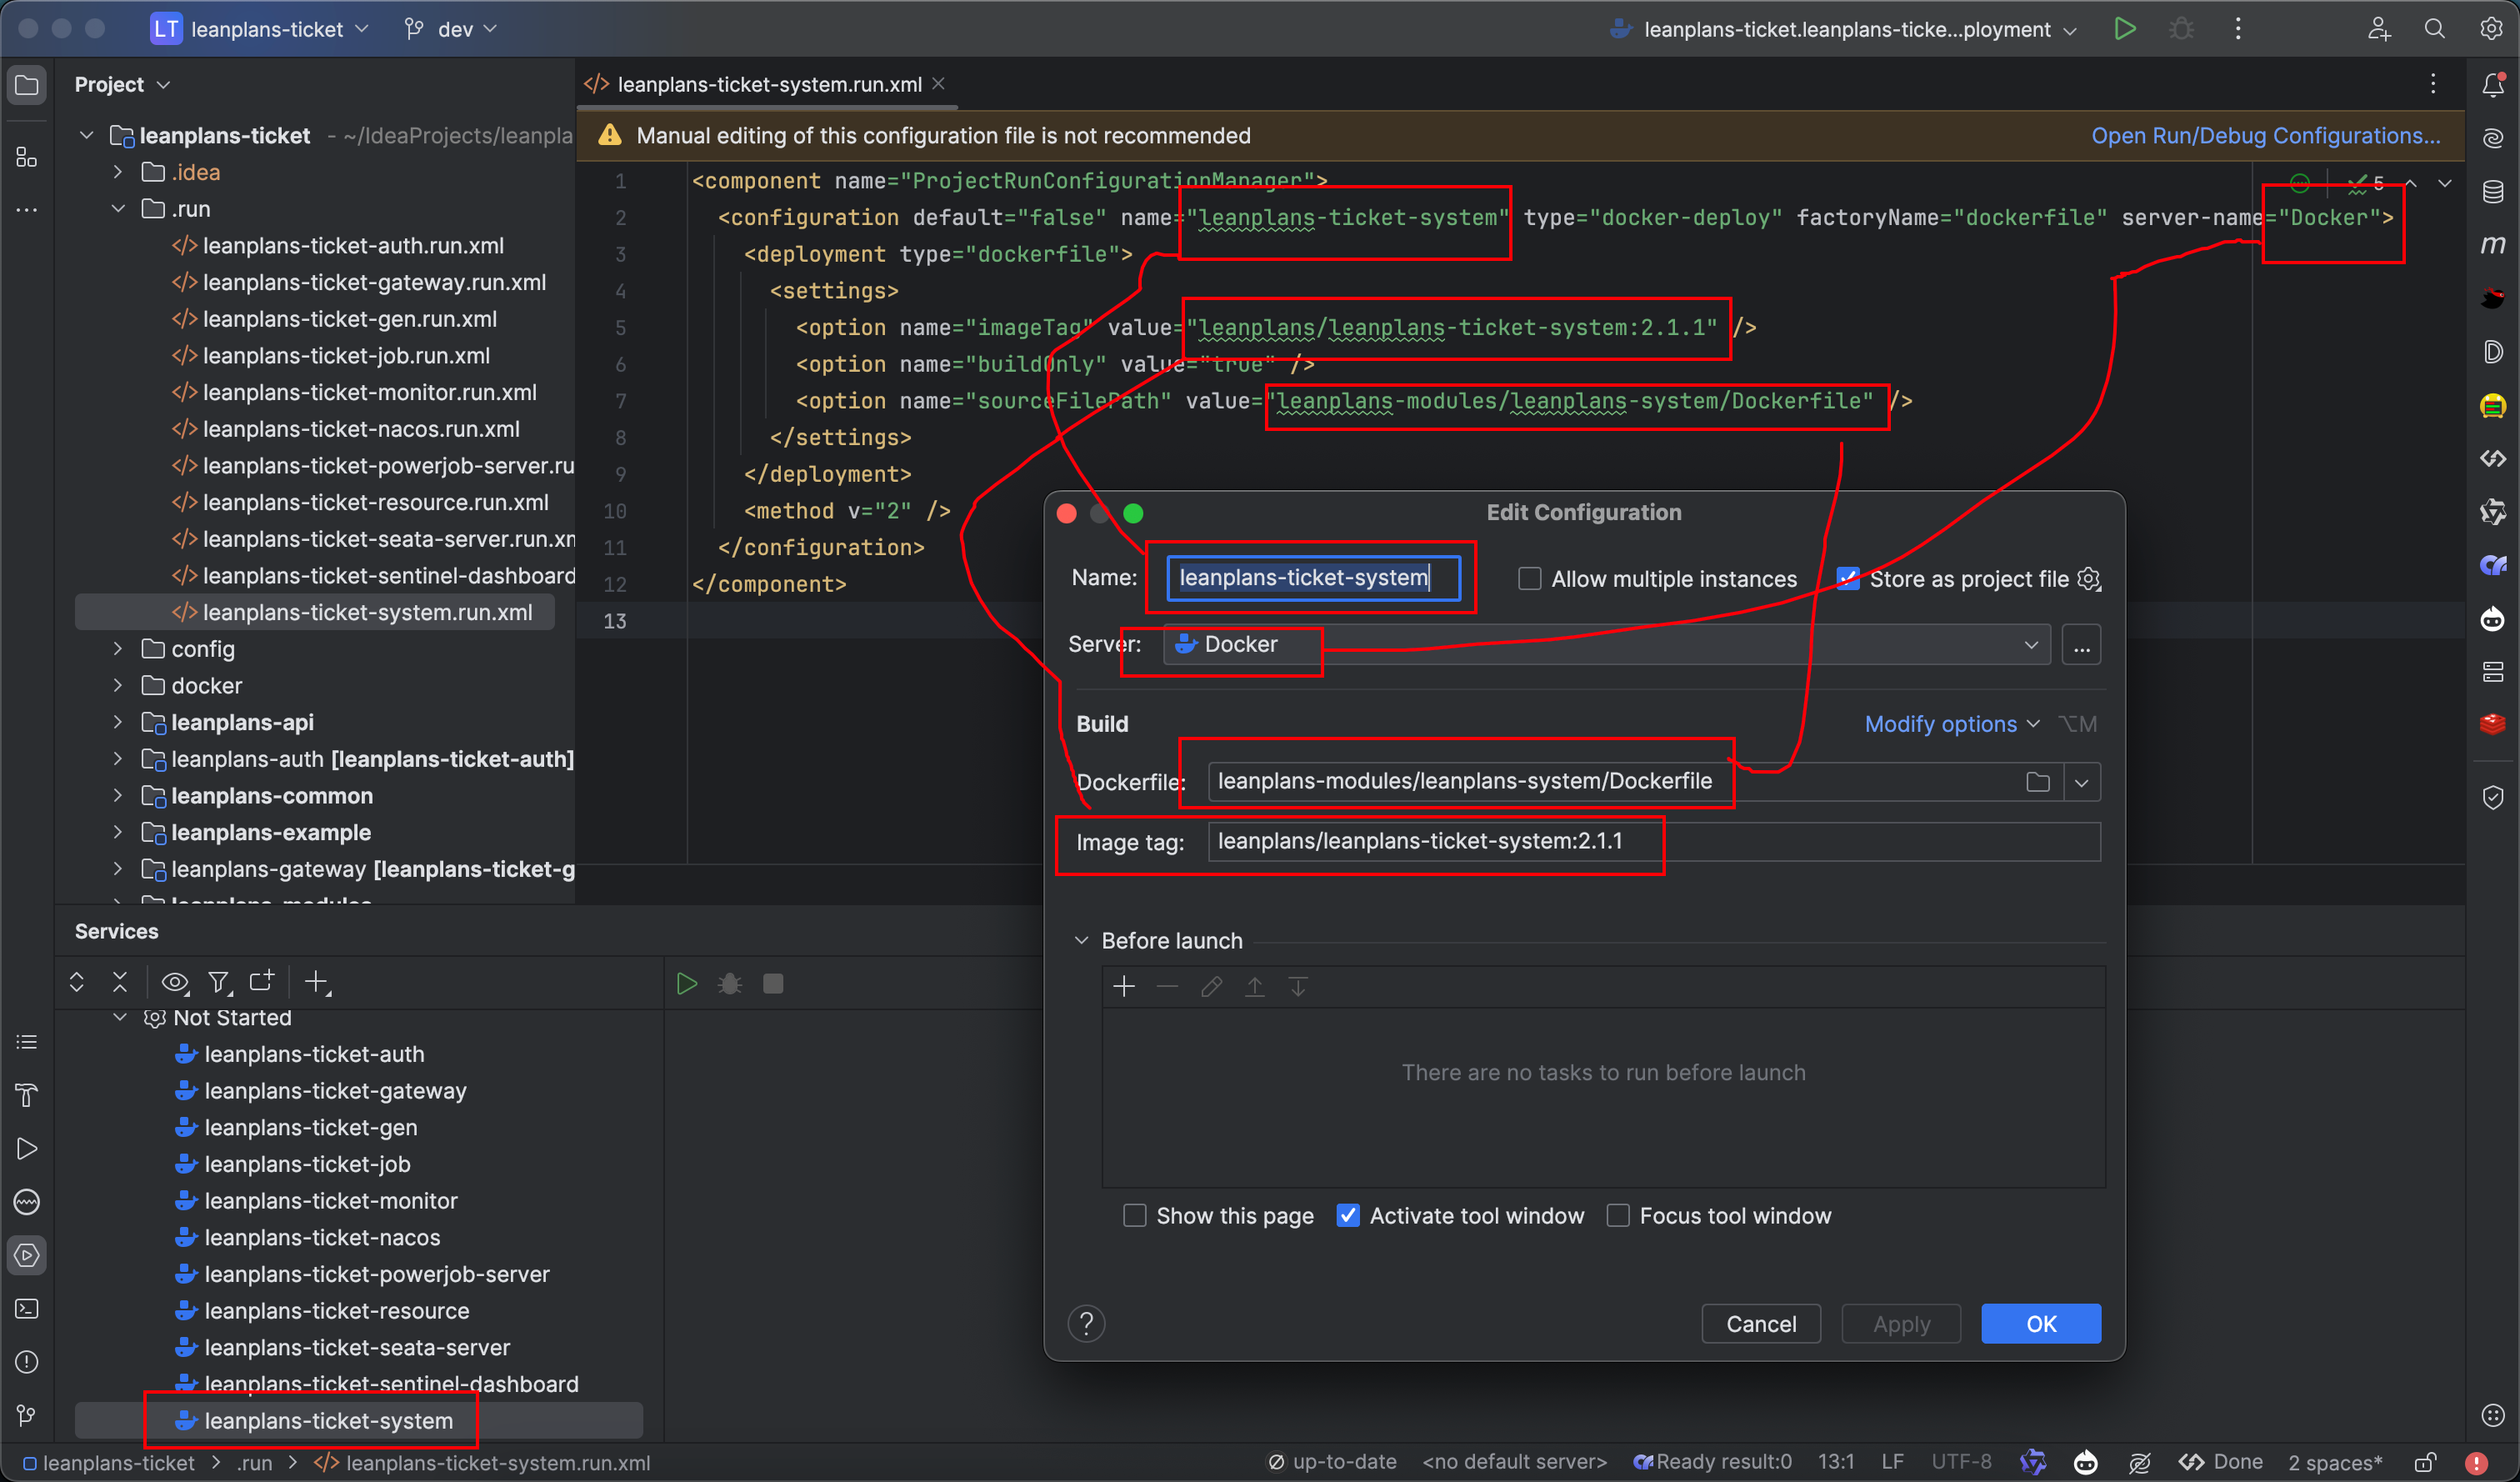 LT leanplans-ticket dev leanplans-ticket.leanplans-ticke...ployment
Project
leanplans-ticket - ~/IdeaProjects/leanpla
.idea
.run
leanplans-ticket-auth.run.xml
leanplans-ticket-gateway.run.xml
leanplans-ticket-gen.run.xml
leanplans-ticket-job.run.xml
leanplans-ticket-monitor.run.xml
leanplans-ticket-nacos.run.xml
leanplans-ticket-powerjob-server.ru
leanplans-ticket-resource.run.xml
leanplans-ticket-seata-server.run.xm
leanplans-ticket-sentinel-dashboard
leanplans-ticket-system.run.xml
config
docker
leanplans-api
leanplans-auth [leanplans-ticket-auth]
leanplans-common
leanplans-example
leanplans-gateway [leanplans-ticket-g
leanplans-modules
</> leanplans-ticket-system.run.xml
Manual editing of this configuration file is not recommended Open Run/Debug Configurations...
5
1 <component name="ProjectRunConfigurationManager">
2 <configuration default="false" name="leanplans-ticket-system" type="docker-deploy" factoryName="dockerfile" server-name="Docker">
3 <deployment type="dockerfile">
4 <settings>
5 <option name="imageTag" value="leanplans/leanplans-ticket-system:2.1.1" />
6 <option name="buildOnly" value="true" />
7 <option name="sourceFilePath" value="leanplans-modules/leanplans-system/Dockerfile" />
8 </settings>
9 </deployment>
10 <method v="2" />
11 </configuration>
12 </component>
13
Edit Configuration
Name: leanplans-ticket-system Allow multiple instances Store as project file
Server: Docker ...
Build Modify options ⌥M
Dockerfile: leanplans-modules/leanplans-system/Dockerfile
Image tag: leanplans/leanplans-ticket-system:2.1.1
Before launch
There are no tasks to run before launch
Show this page Activate tool window Focus tool window
? Cancel Apply OK
Services
Not Started
leanplans-ticket-auth
leanplans-ticket-gateway
leanplans-ticket-gen
leanplans-ticket-job
leanplans-ticket-monitor
leanplans-ticket-nacos
leanplans-ticket-powerjob-server
leanplans-ticket-resource
leanplans-ticket-seata-server
leanplans-ticket-sentinel-dashboard
leanplans-ticket-system
leanplans-ticket > .run > </> leanplans-ticket-system.run.xml up-to-date <no default server> Ready result:0 13:1 LF UTF-8 Done 2 spaces*